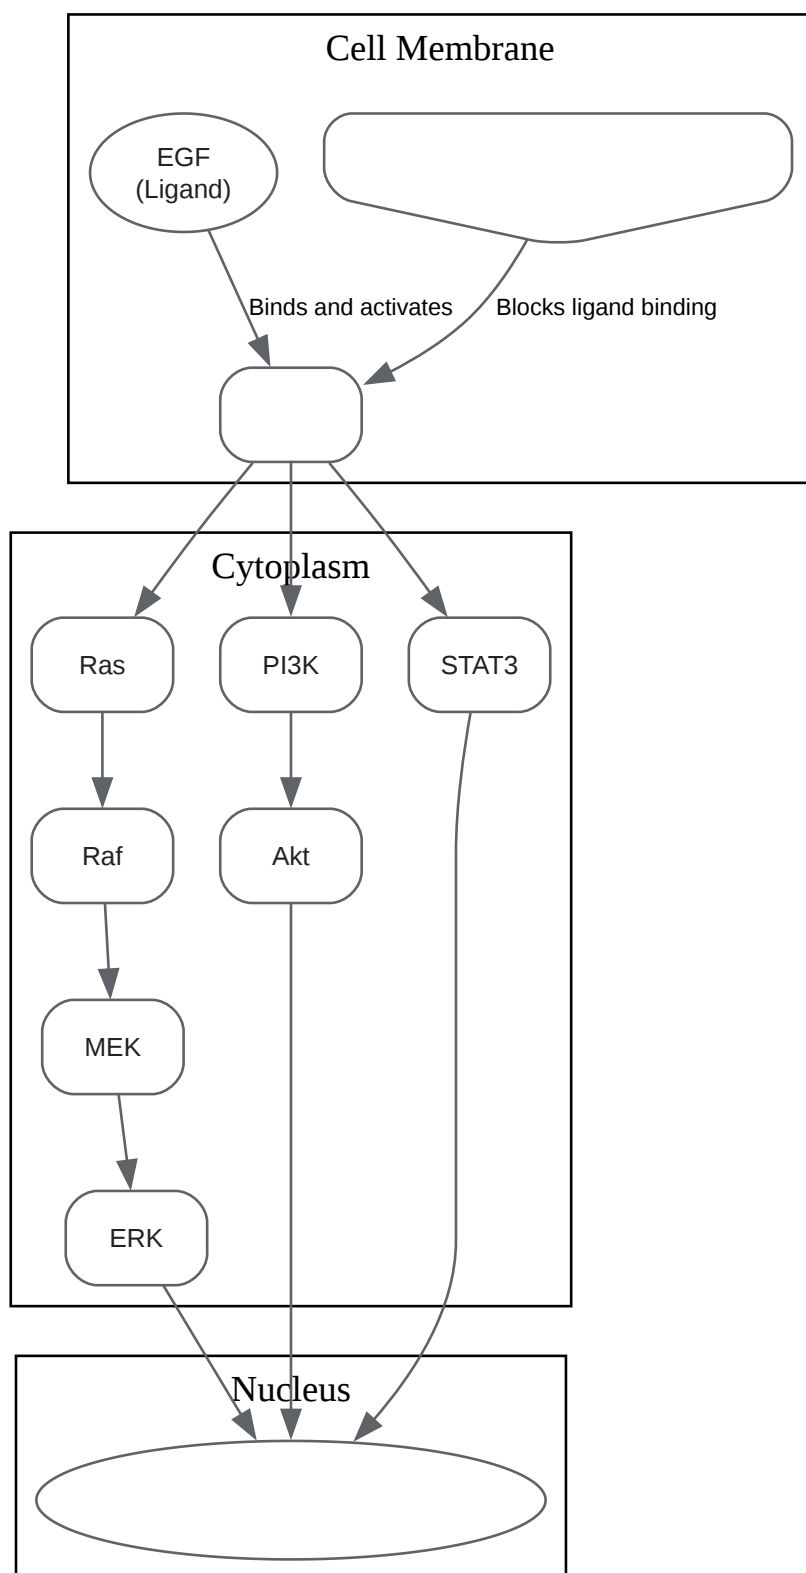 Cell Membrane
EGF
(Ligand)
Binds and activates
Blocks ligand binding
Cytoplasm
Ras
PI3K
STAT3
Raf
Akt
MEK
ERK
Nucleus